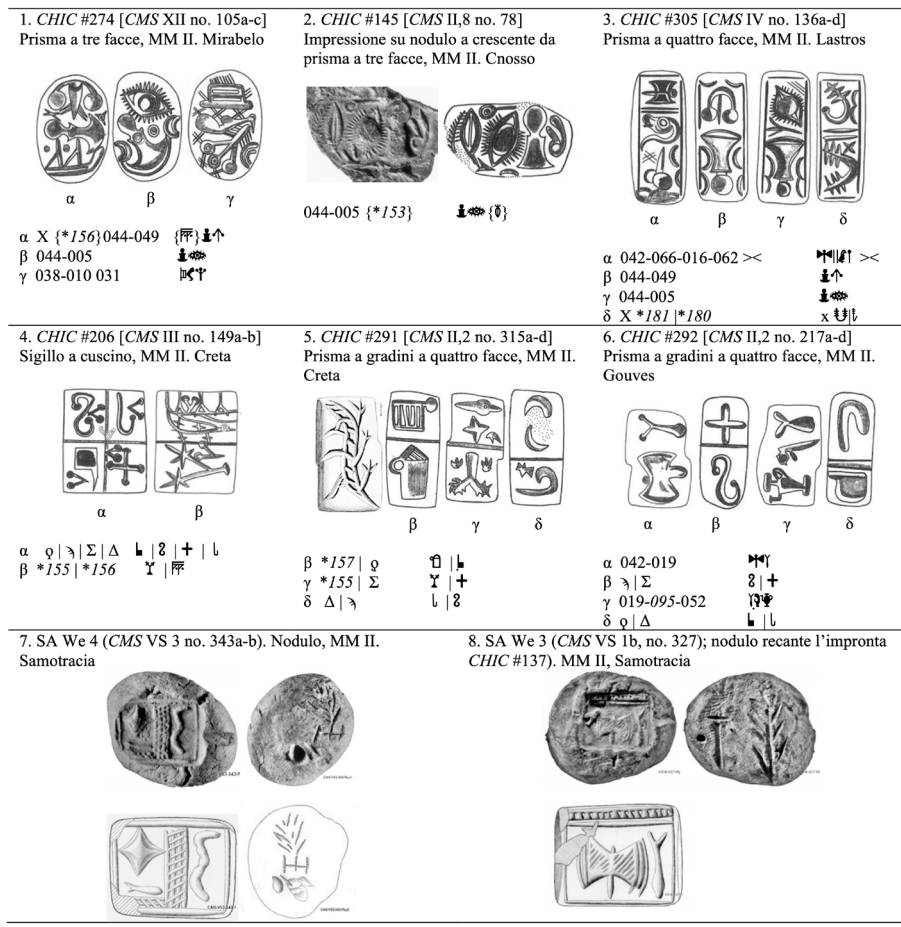 1. CHIC #274 [CMS XII no. 105a-c]
Prisma a tre facce, MM II. Mirabelo
α
β
γ
α X {*156}044-049
β 044-005
γ 038-010 031
2. CHIC #145 [CMS II,8 no. 78]
Impressione su nodulo a crescente da
prisma a tre facce, MM II. Cnosso
044-005 {*153}
3. CHIC #305 [CMS IV no. 136a-d]
Prisma a quattro facce, MM II. Lastros
α
β
γ
δ
α 042-066-016-062 ><
><
β 044-049
γ 044-005
δ X *181 |*180
x
4. CHIC #206 [CMS III no. 149a-b]
Sigillo a cuscino, MM II. Creta
α
β
α | | Σ | Δ
β *155 | *156
5. CHIC #291 [CMS II,2 no. 315a-d]
Prisma a gradini a quattro facce, MM II.
Creta
β
γ
δ
β *157 |
γ *155 | Σ
δ Δ |
6. CHIC #292 [CMS II,2 no. 217a-d]
Prisma a gradini a quattro facce, MM II.
Gouves
α
β
γ
δ
α 042-019
β | Σ
γ 019-095-052
δ | Δ
7. SA We 4 (CMS VS 3 no. 343a-b). Nodulo, MM II.
Samotracia
8. SA We 3 (CMS VS 1b, no. 327); nodulo recante l'impronta
CHIC #137). MM II, Samotracia